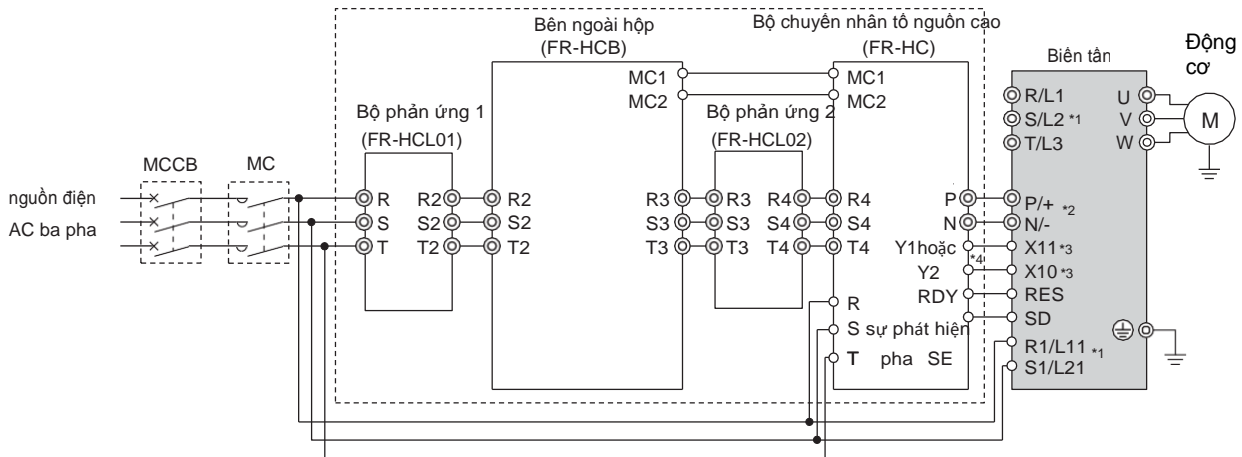 Bên ngoài hộp
(FR-HCB)
Bộ chuyển nhân tố nguồn cao
(FR-HC)
Biến tần
Động
cơ
MC1
MC2
MC1
MC2
R/L1
S/L2 *1
T/L3
U
V
W
M
Bộ phản ứng 1
(FR-HCL01)
Bộ phản ứng 2
(FR-HCL02)
MCCB
MC
nguồn điện
AC ba pha
R
S
T
R2
S2
T2
R2
S2
T2
R3
S3
T3
R3
S3
T3
R4
S4
T4
R4
S4
T4
P
N
Y1hoặc
Y2
*4
RDY
P/+
N/-
*2
X11*3
X10*3
RES
SD
R
S sự phát hiện
T pha SE
R1/L11
S1/L21
*1